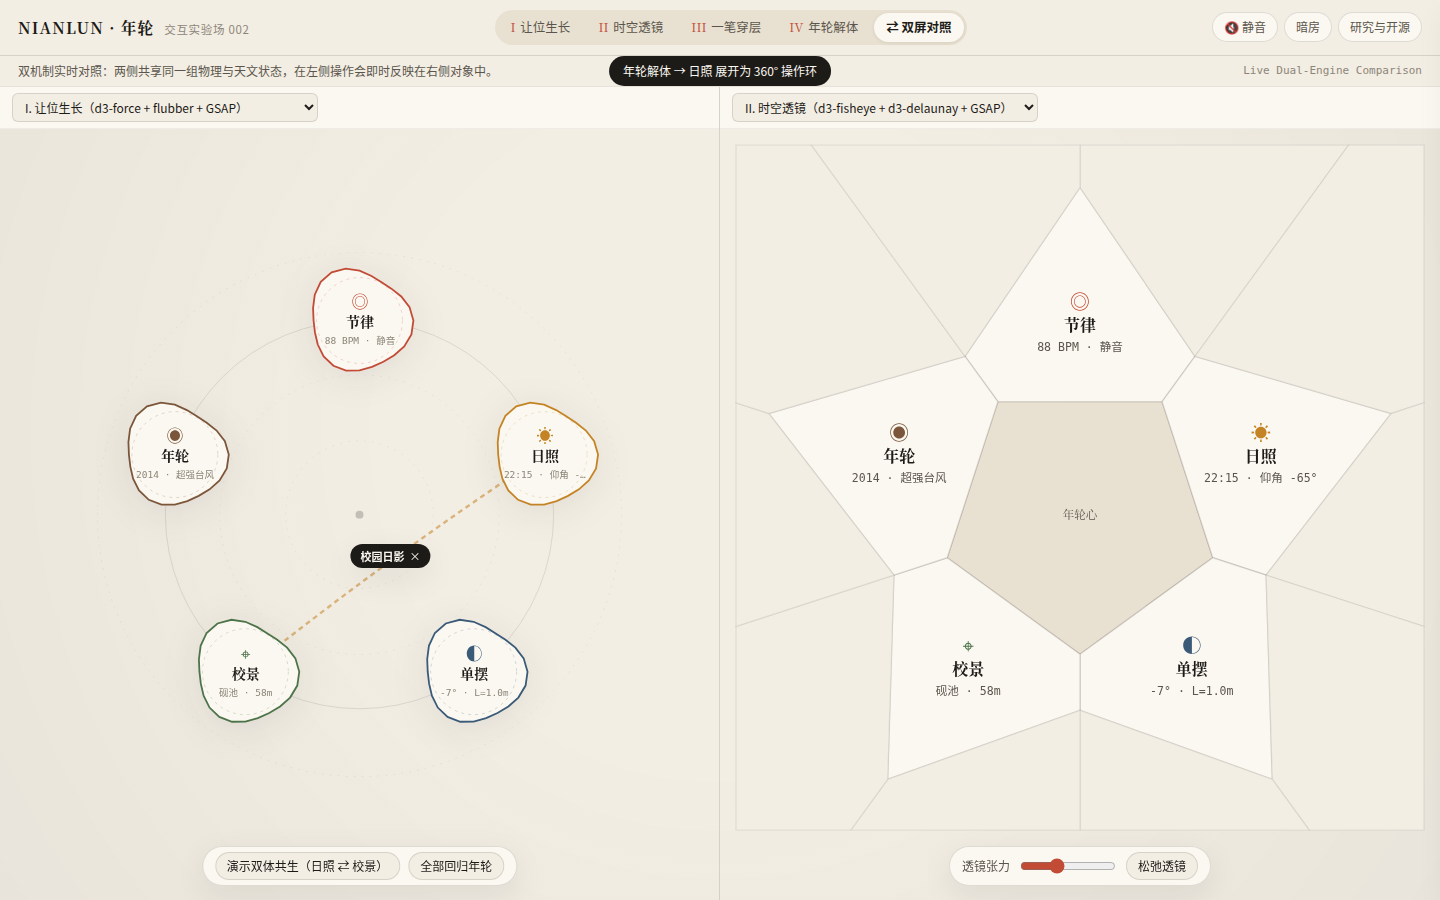 NIANLUN · 年轮 交互实验场 002
I 让位生长 II 时空透镜 III 一笔穿层 IV 年轮解体 ⇄ 双屏对照
🔇 静音 暗房 研究与开源
双机制实时对照：两侧共享同一组物理与天文状态，在左侧操作会即时反映在右侧对象中。
年轮解体 → 日照 展开为 360° 操作环
Live Dual-Engine Comparison
I. 让位生长（d3-force + flubber + GSAP）
II. 时空透镜（d3-fisheye + d3-delaunay + GSAP）
节律
88 BPM · 静音
年轮
2014 · 超强台风
日照
22:15 · 仰角 -…
校园日影 ×
校景
砚池 · 58m
单摆
-7° · L=1.0m
演示双体共生（日照 ⇄ 校景） 全部回归年轮
节律
88 BPM · 静音
年轮
2014 · 超强台风
日照
22:15 · 仰角 -65°
年轮心
校景
砚池 · 58m
单摆
-7° · L=1.0m
透镜张力 松弛透镜